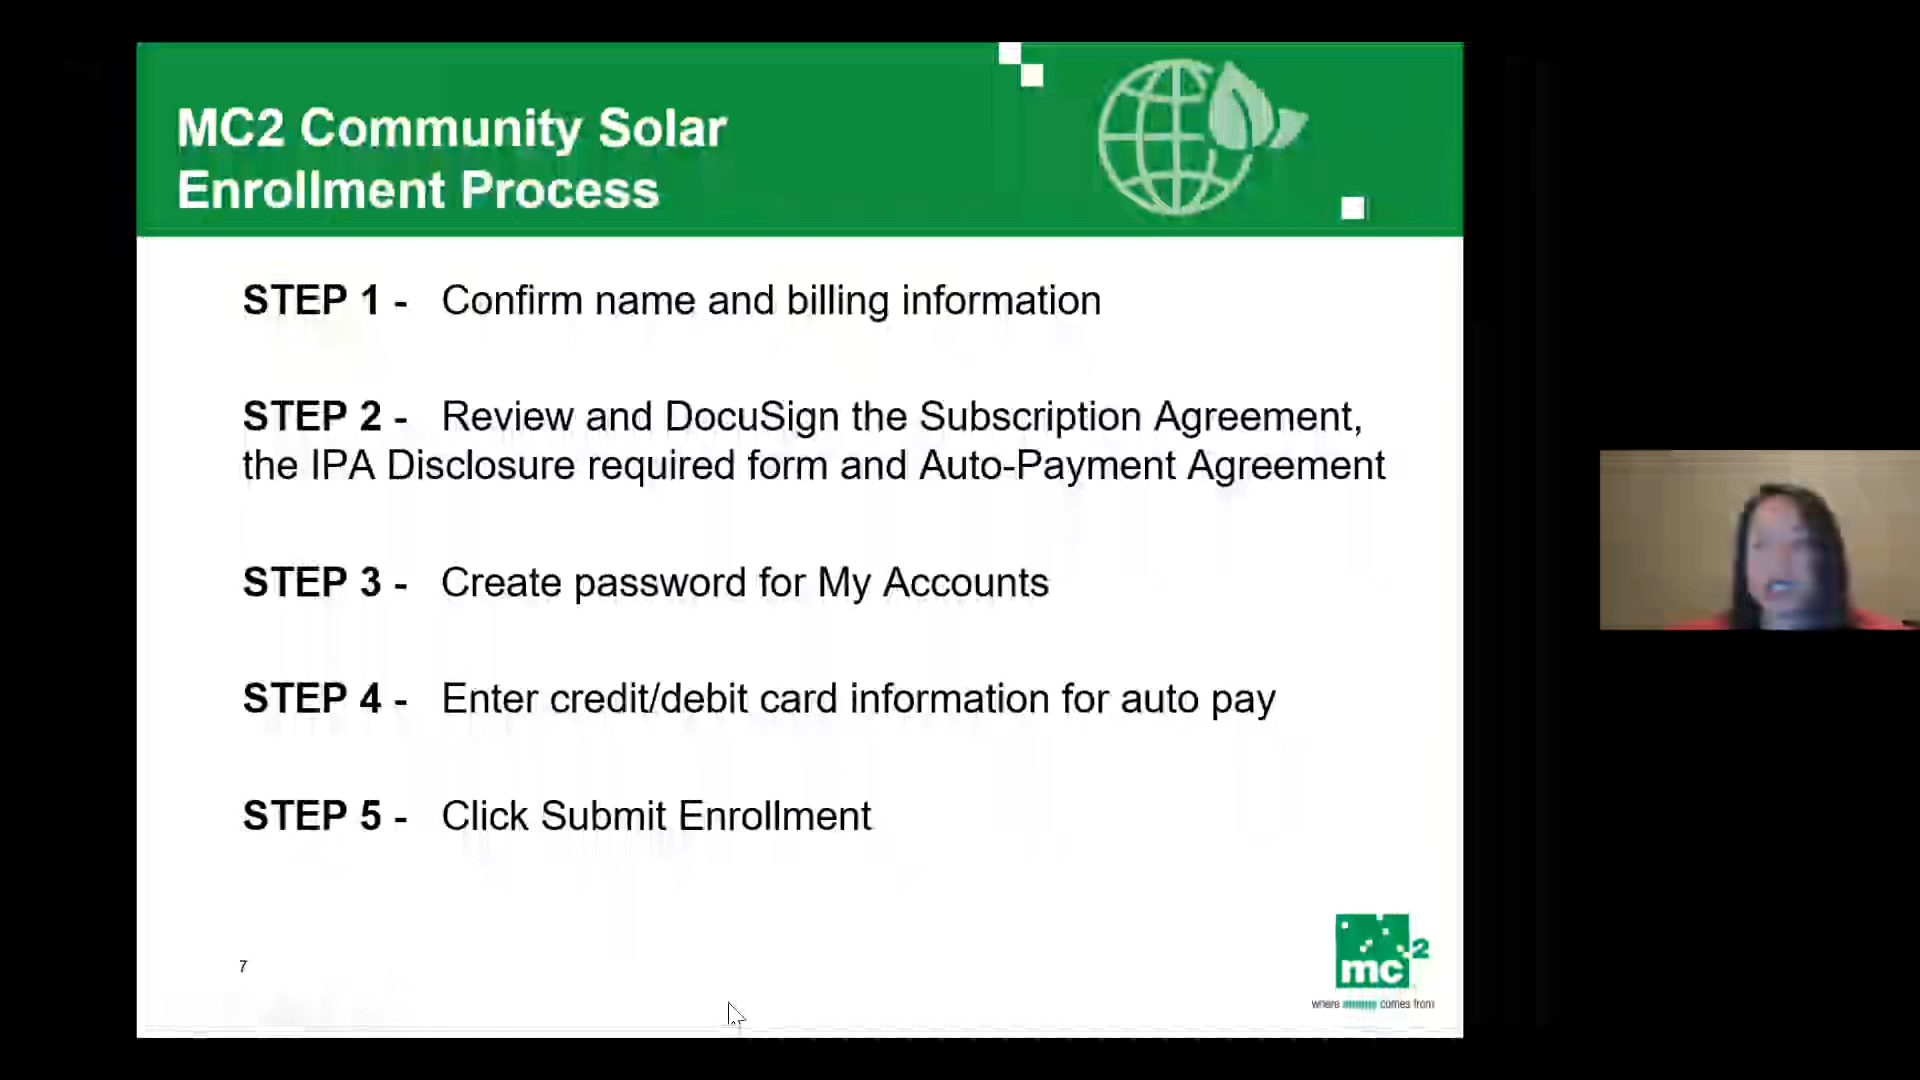 MC2 Community Solar
Enrollment Process
STEP 1 - Confirm name and billing information
STEP 2 - Review and DocuSign the Subscription Agreement,
the IPA Disclosure required form and Auto-Payment Agreement
STEP 3 - Create password for My Accounts
STEP 4 - Enter credit/debit card information for auto pay
STEP 5 - Click Submit Enrollment
7
mc2
where comes from